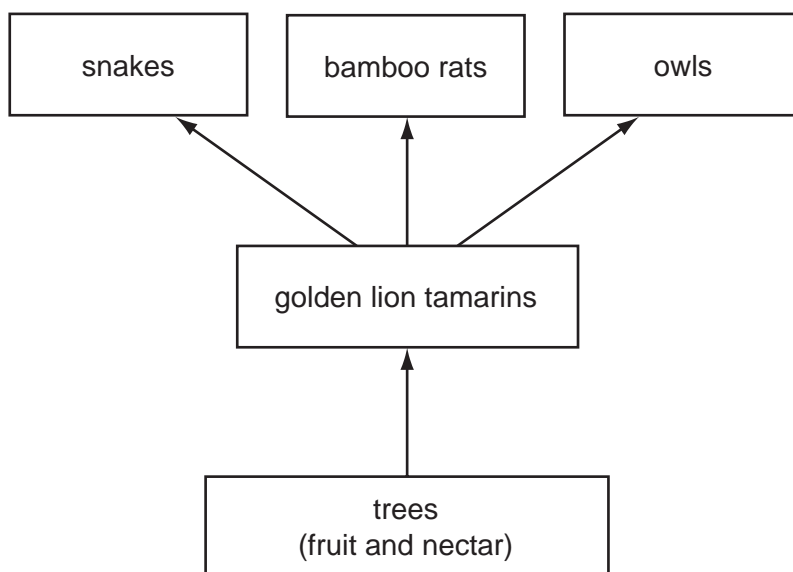 snakes
bamboo rats
owls
golden lion tamarins
trees
(fruit and nectar)